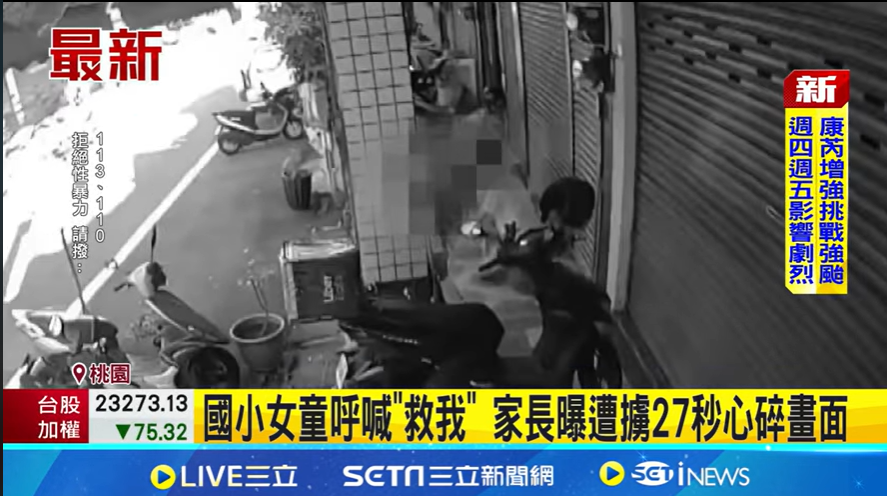 最新
新
康芮增強挑戰強颱
週四週五影響劇烈
113、110
拒絕性暴力 請撥：
Uber
桃園
台股
加權
23273.13
▼75.32
國小女童呼喊"救我" 家長曝遭擄27秒心碎畫面
LIVE三立
SETN三立新聞網
SETiNEWS